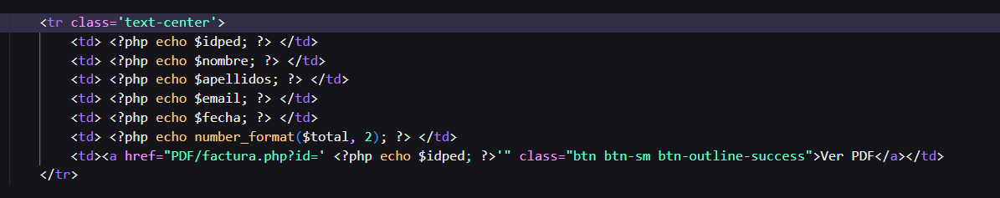 <tr class='text-center'>
<td> <?php echo $idped; ?> </td>
<td> <?php echo $nombre; ?> </td>
<td> <?php echo $apellidos; ?> </td>
<td> <?php echo $email; ?> </td>
<td> <?php echo $fecha; ?> </td>
<td> <?php echo number_format($total, 2); ?> </td>
<td><a href="PDF/factura.php?id=' <?php echo $idped; ?>'" class="btn btn-sm btn-outline-success">Ver PDF</a></td>
</tr>